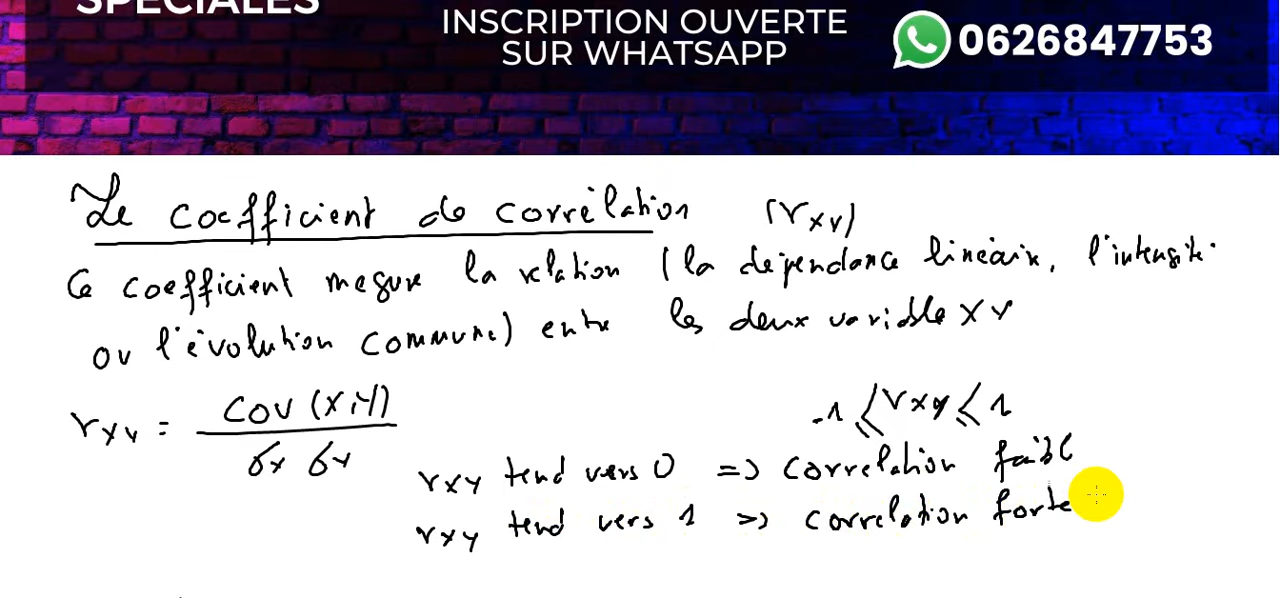 SPECIALES
INSCRIPTION OUVERTE
SUR WHATSAPP
0626847753
Le coefficient de corrélation (rxy)
Ce coefficient mesure la relation (la dépendance linéaire, l'intensité
ou l'évolution commune) entre les deux variable X Y
rxy = COV (X,Y) / σx σy
-1 ≤ rxy ≤ 1
rxy tend vers 0 => correlation faible
rxy tend vers 1 => correlation forte